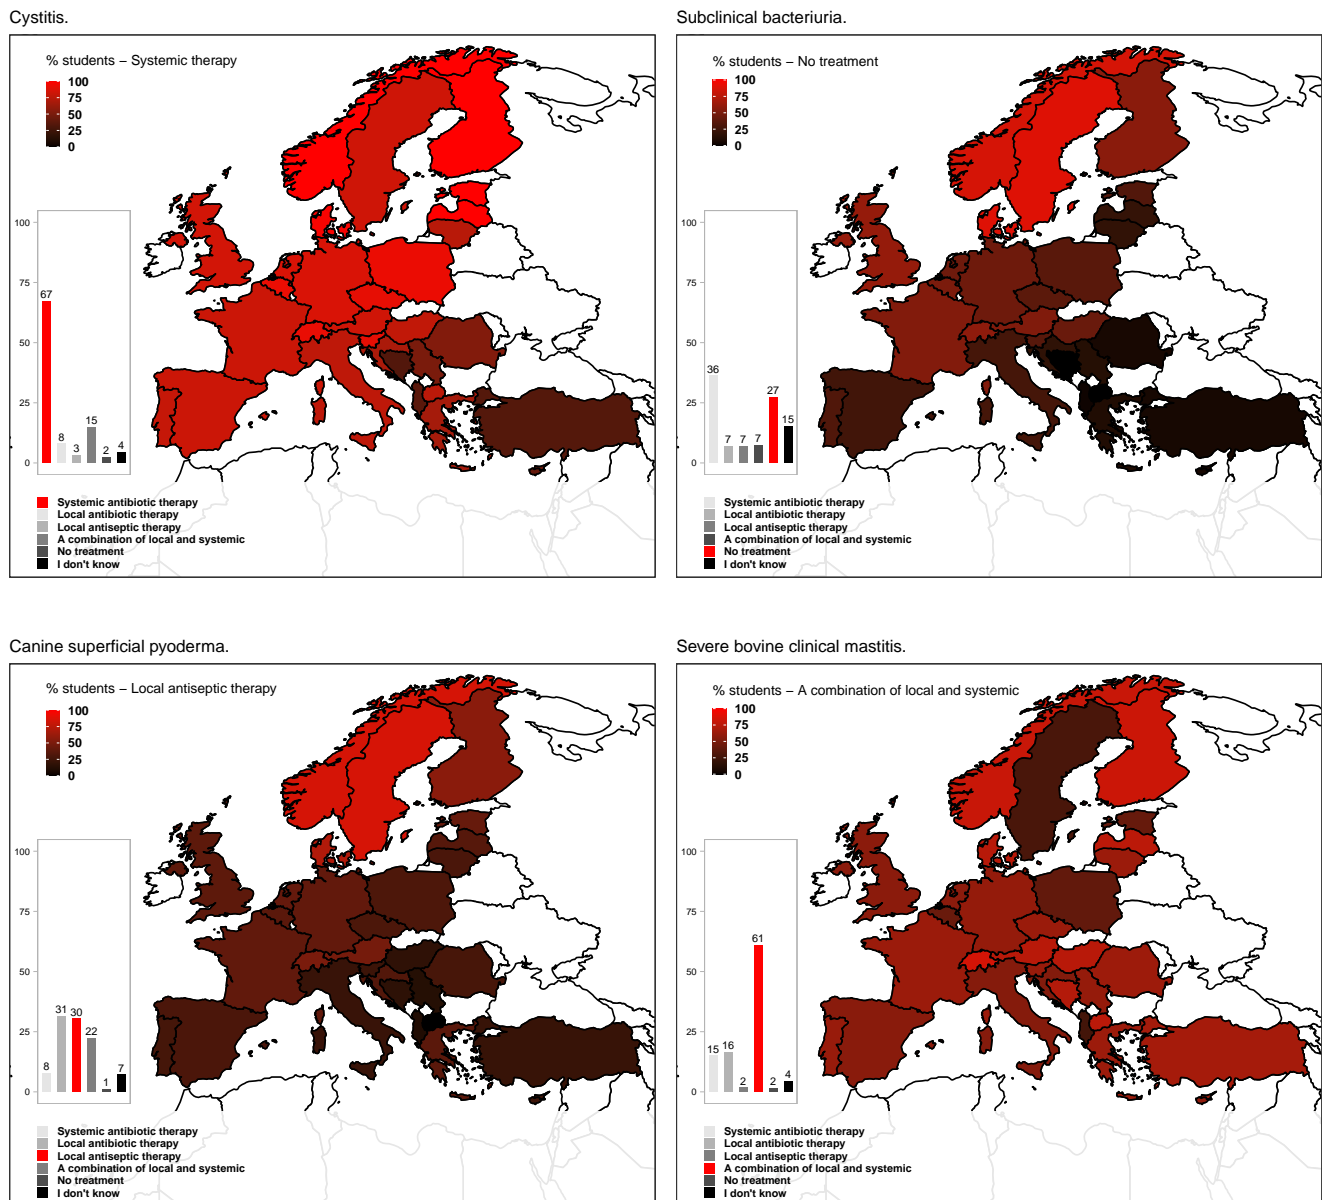 Cystitis.
% students – Systemic therapy
100
75
50
25
0
100
75
50
25
0
67
8
3
15
2
4
Systemic antibiotic therapy
Local antibiotic therapy
Local antiseptic therapy
A combination of local and systemic
No treatment
I don't know
Subclinical bacteriuria.
% students – No treatment
100
75
50
25
0
100
75
50
25
0
36
7
7
7
27
15
Systemic antibiotic therapy
Local antibiotic therapy
Local antiseptic therapy
A combination of local and systemic
No treatment
I don't know
Canine superficial pyoderma.
% students – Local antiseptic therapy
100
75
50
25
0
100
75
50
25
0
8
31
30
22
1
7
Systemic antibiotic therapy
Local antibiotic therapy
Local antiseptic therapy
A combination of local and systemic
No treatment
I don't know
Severe bovine clinical mastitis.
% students – A combination of local and systemic
100
75
50
25
0
100
75
50
25
0
15
16
2
61
2
4
Systemic antibiotic therapy
Local antibiotic therapy
Local antiseptic therapy
A combination of local and systemic
No treatment
I don't know